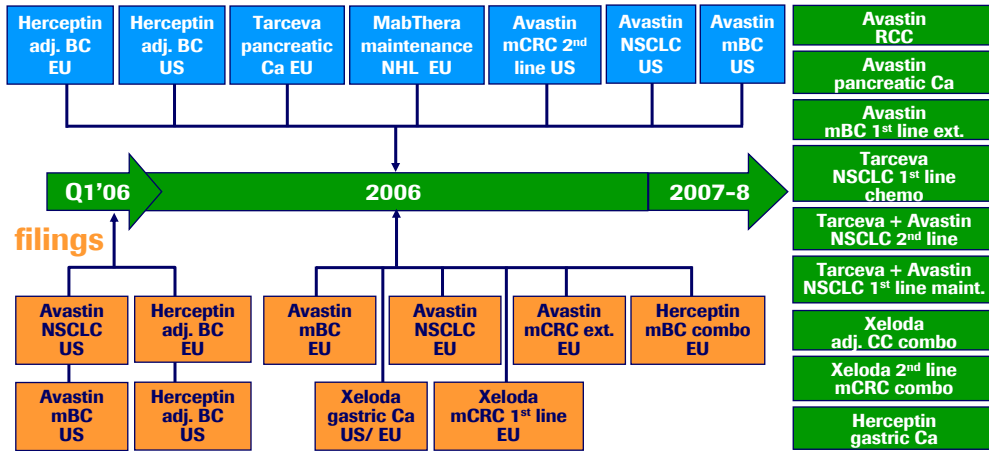 Herceptin
adj. BC
EU
Herceptin
adj. BC
US
Tarceva
pancreatic
Ca EU
MabThera
maintenance
NHL EU
Avastin
mCRC 2nd
line US
Avastin
NSCLC
US
Avastin
mBC
US
Avastin
RCC
Avastin
pancreatic Ca
Avastin
mBC 1st line ext.
Tarceva
NSCLC 1st line
chemo
Tarceva + Avastin
NSCLC 2nd line
Tarceva + Avastin
NSCLC 1st line maint.
Xeloda
adj. CC combo
Xeloda 2nd line
mCRC combo
Herceptin
gastric Ca
Q1'06
2006
2007-8
filings
Avastin
NSCLC
US
Herceptin
adj. BC
EU
Avastin
mBC
EU
Avastin
NSCLC
EU
Avastin
mCRC ext.
EU
Herceptin
mBC combo
EU
Avastin
mBC
US
Herceptin
adj. BC
US
Xeloda
gastric Ca
US/ EU
Xeloda
mCRC 1st line
EU